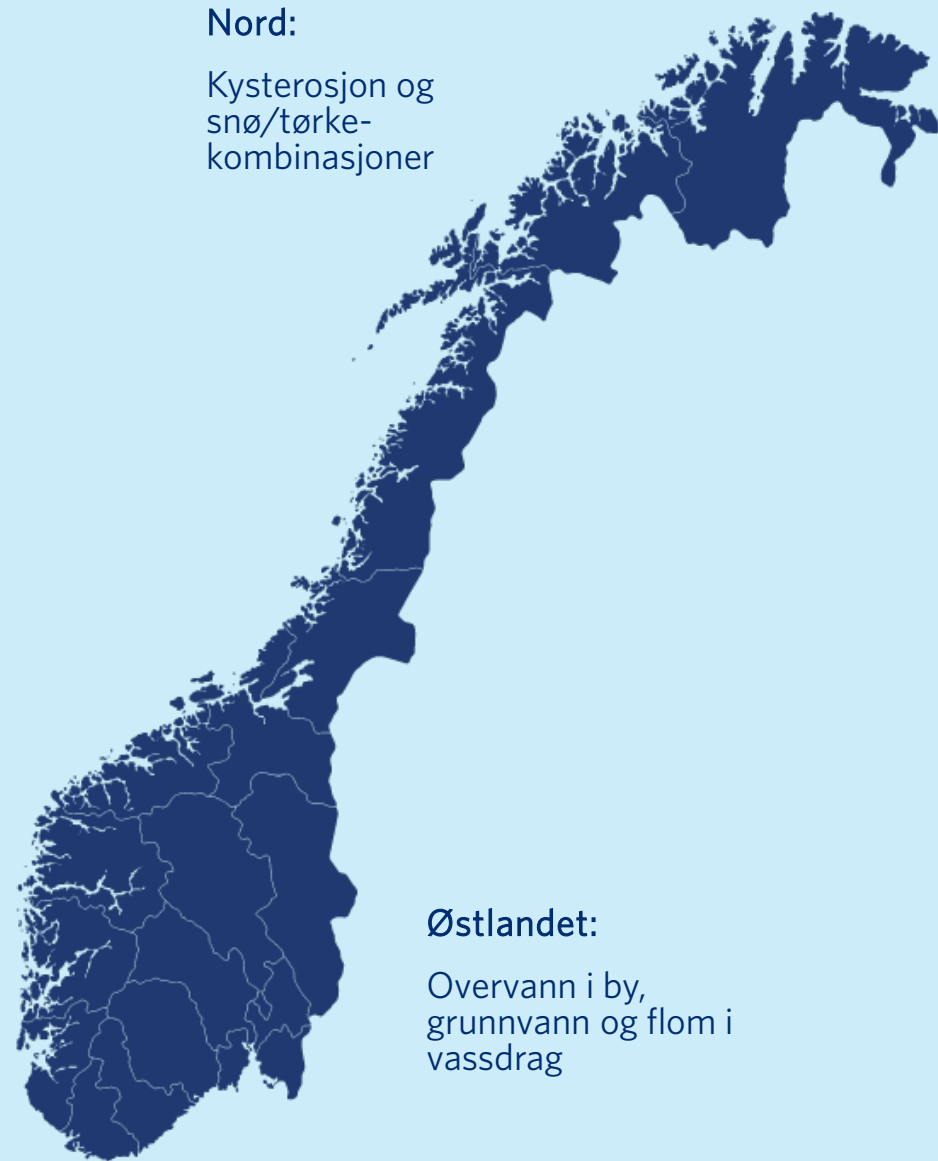 Nord:
Kysterosjon og
snø/tørke-
kombinasjoner
Østlandet:
Overvann i by,
grunnvann og flom i
vassdrag